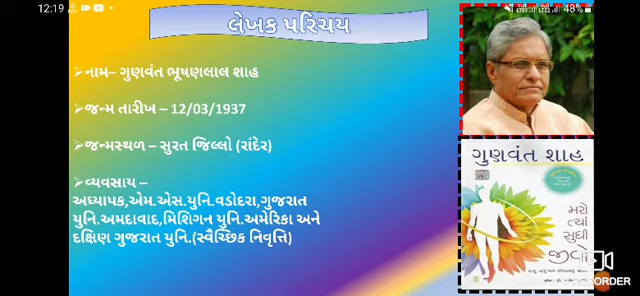 12:19
48%
લેખક પરિચય
➢નામ– ગુણવંત ભૂષણલાલ શાહ
➢જન્મ તારીખ – 12/03/1937
➢જન્મસ્થળ – સુરત જિલ્લો (રાંદેર)
➢વ્યવસાય –
અધ્યાપક,એમ.એસ.યુનિ.વડોદરા,ગુજરાત
યુનિ.અમદાવાદ,મિશિગન યુનિ.અમેરિકા અને
દક્ષિણ ગુજરાત યુનિ.(સ્વૈચ્છિક નિવૃત્તિ)
ગુણવંત શાહ
મરો
ત્યાં
સુધી
જીવો
RECORDER